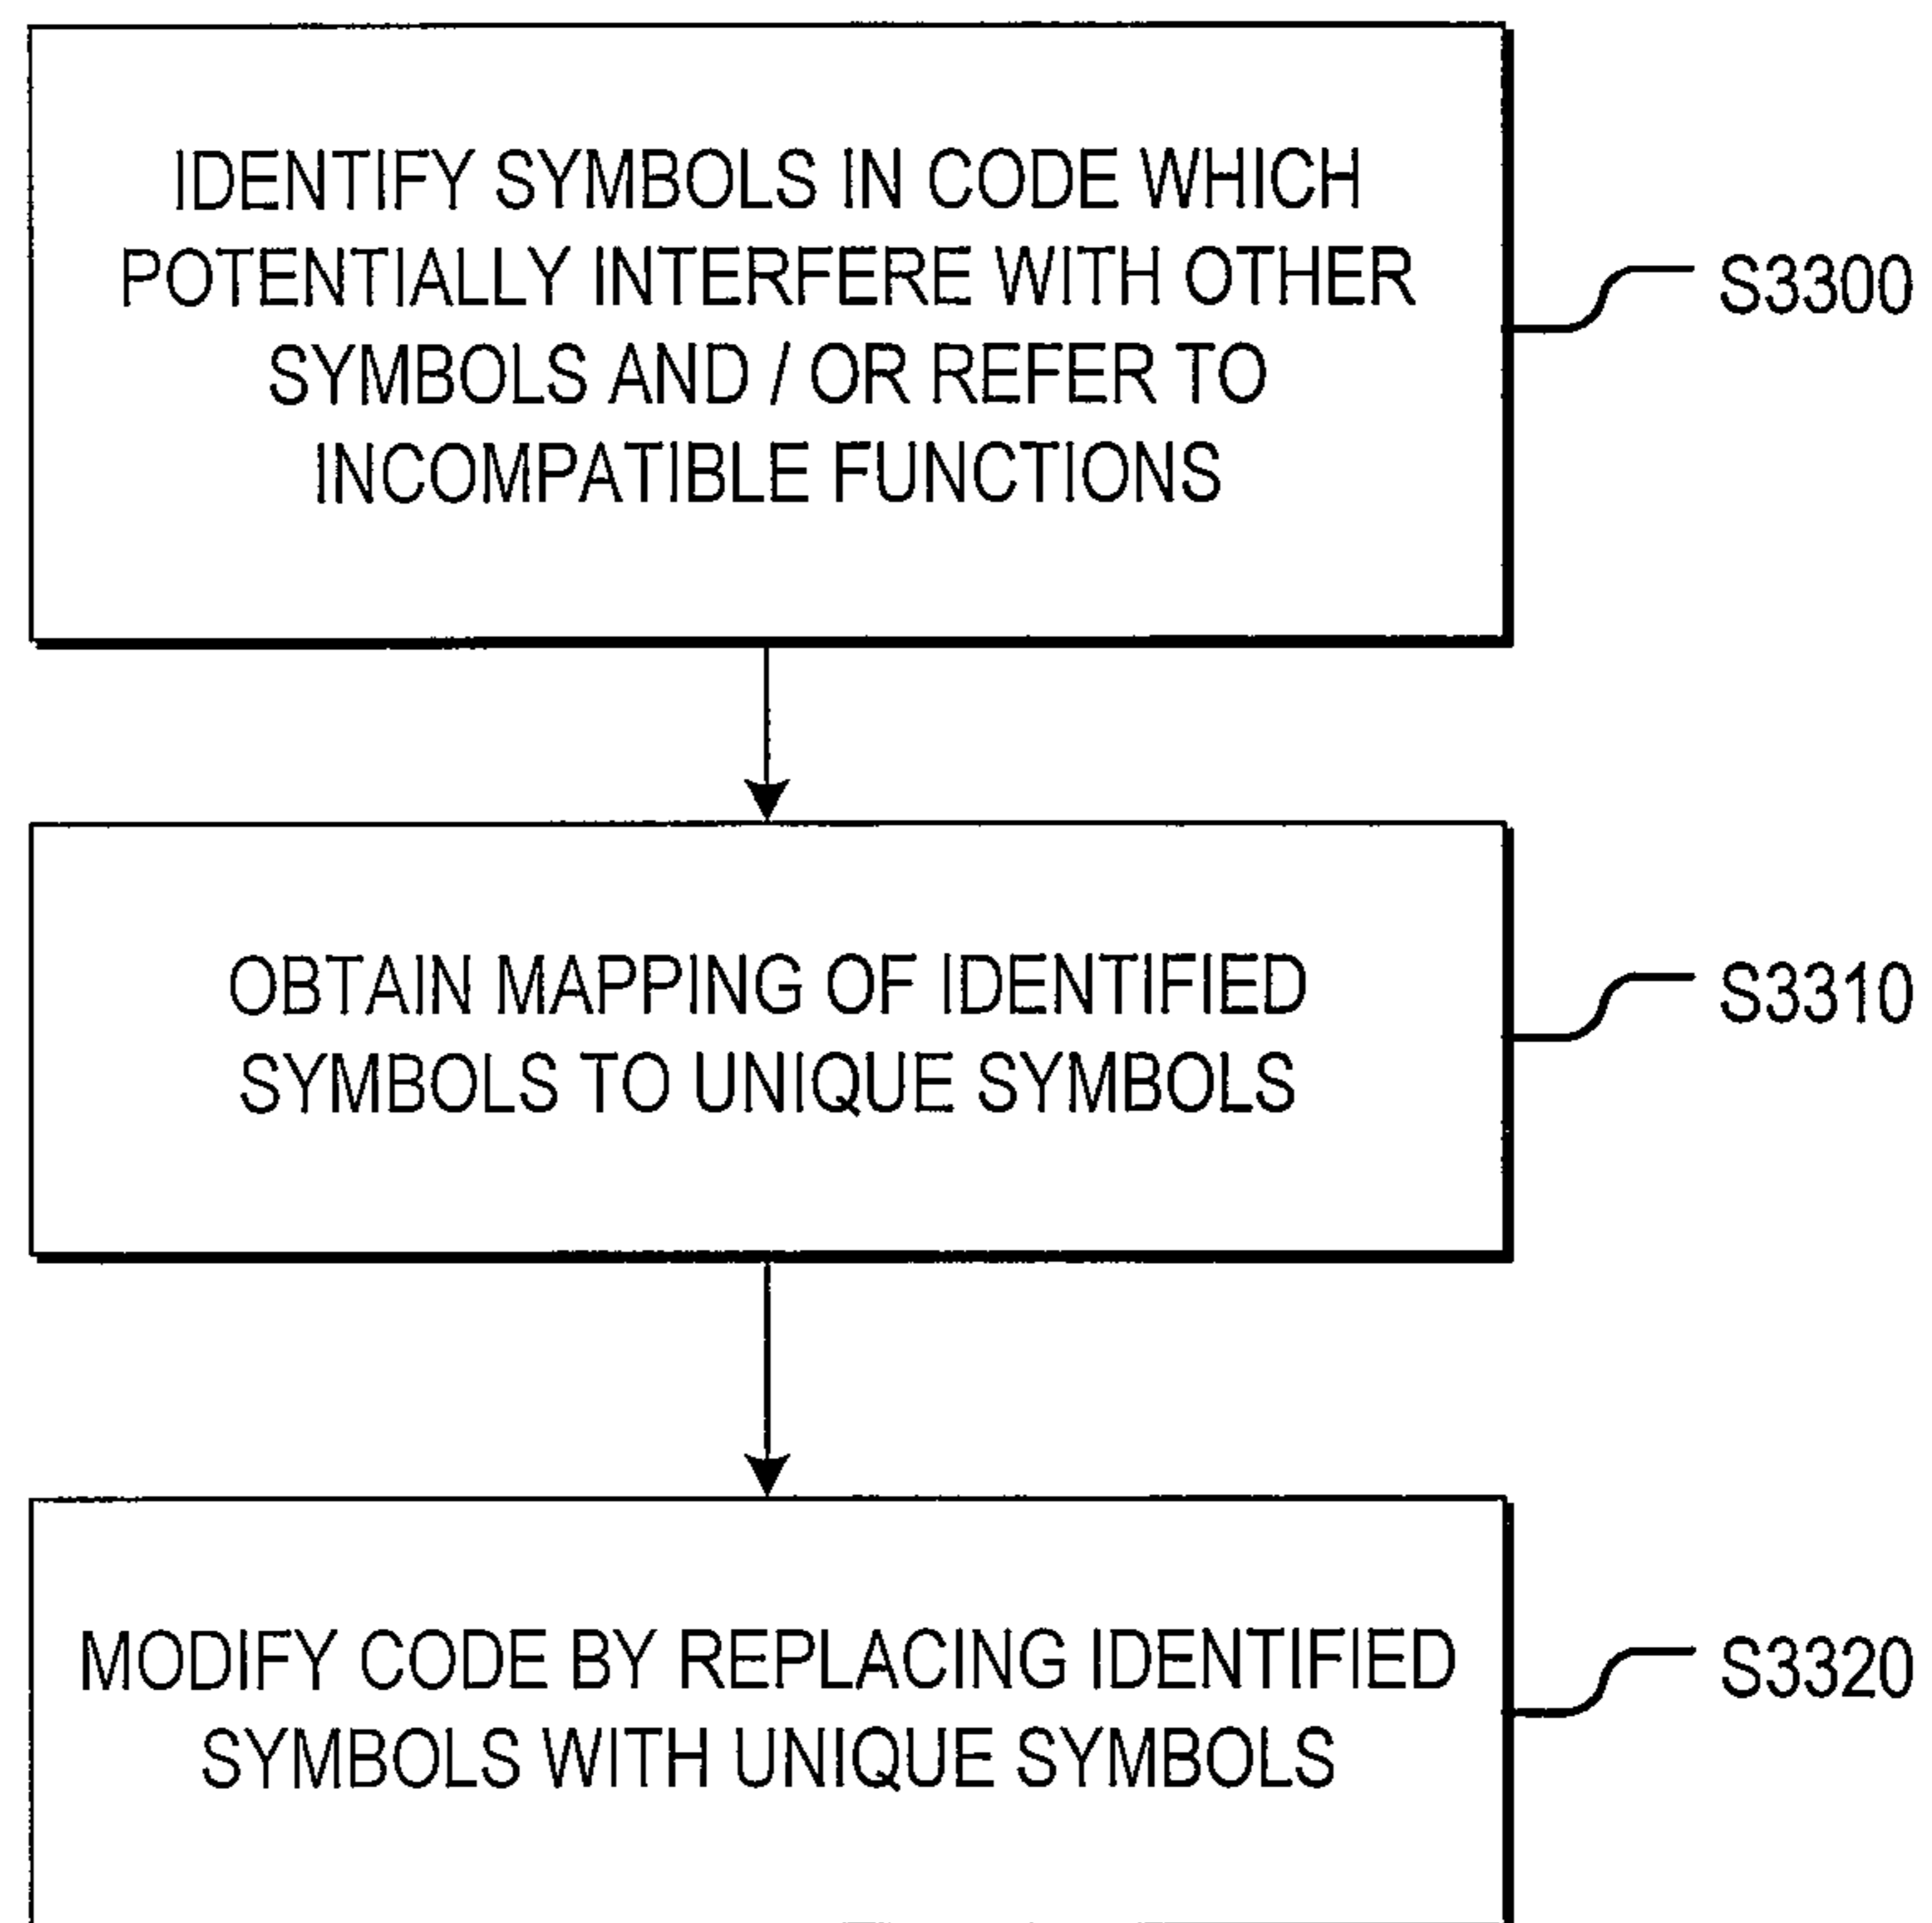 IDENTIFY SYMBOLS IN CODE WHICH
POTENTIALLY INTERFERE WITH OTHER
SYMBOLS AND / OR REFER TO
INCOMPATIBLE FUNCTIONS
S3300
OBTAIN MAPPING OF IDENTIFIED
SYMBOLS TO UNIQUE SYMBOLS
S3310
MODIFY CODE BY REPLACING IDENTIFIED
SYMBOLS WITH UNIQUE SYMBOLS
S3320